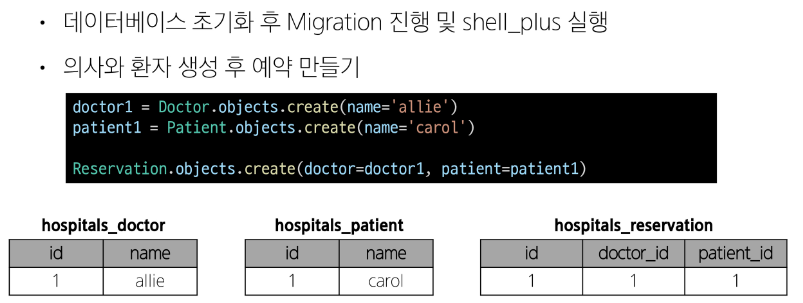 • 데이터베이스 초기화 후 Migration 진행 및 shell_plus 실행
• 의사와 환자 생성 후 예약 만들기
doctor1 = Doctor.objects.create(name='allie')
patient1 = Patient.objects.create(name='carol')
Reservation.objects.create(doctor=doctor1, patient=patient1)
hospitals_doctor hospitals_patient hospitals_reservation
id name id name id doctor_id patient_id
1 allie 1 carol 1 1 1